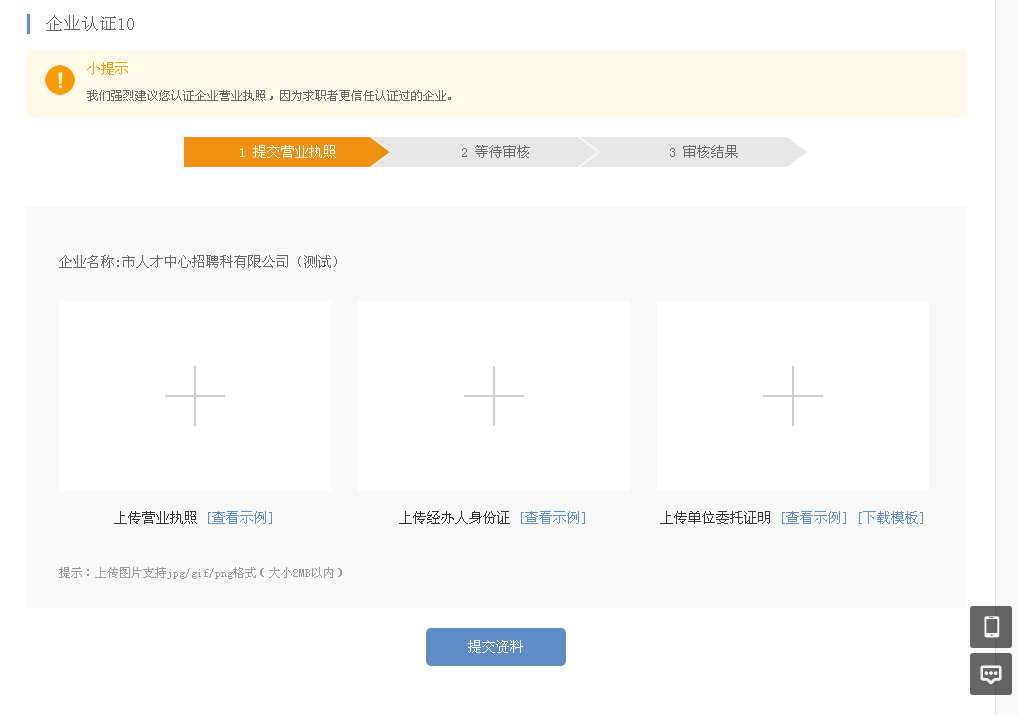 企业认证10
小提示
我们强烈建议您认证企业营业执照，因为求职者更信任认证过的企业。
1 提交营业执照 2 等待审核 3 审核结果
企业名称:市人才中心招聘科有限公司（测试）
上传营业执照 [查看示例] 上传经办人身份证 [查看示例] 上传单位委托证明 [查看示例] [下载模板]
提示：上传图片支持jpg/gif/png格式（大小2MB以内）
提交资料